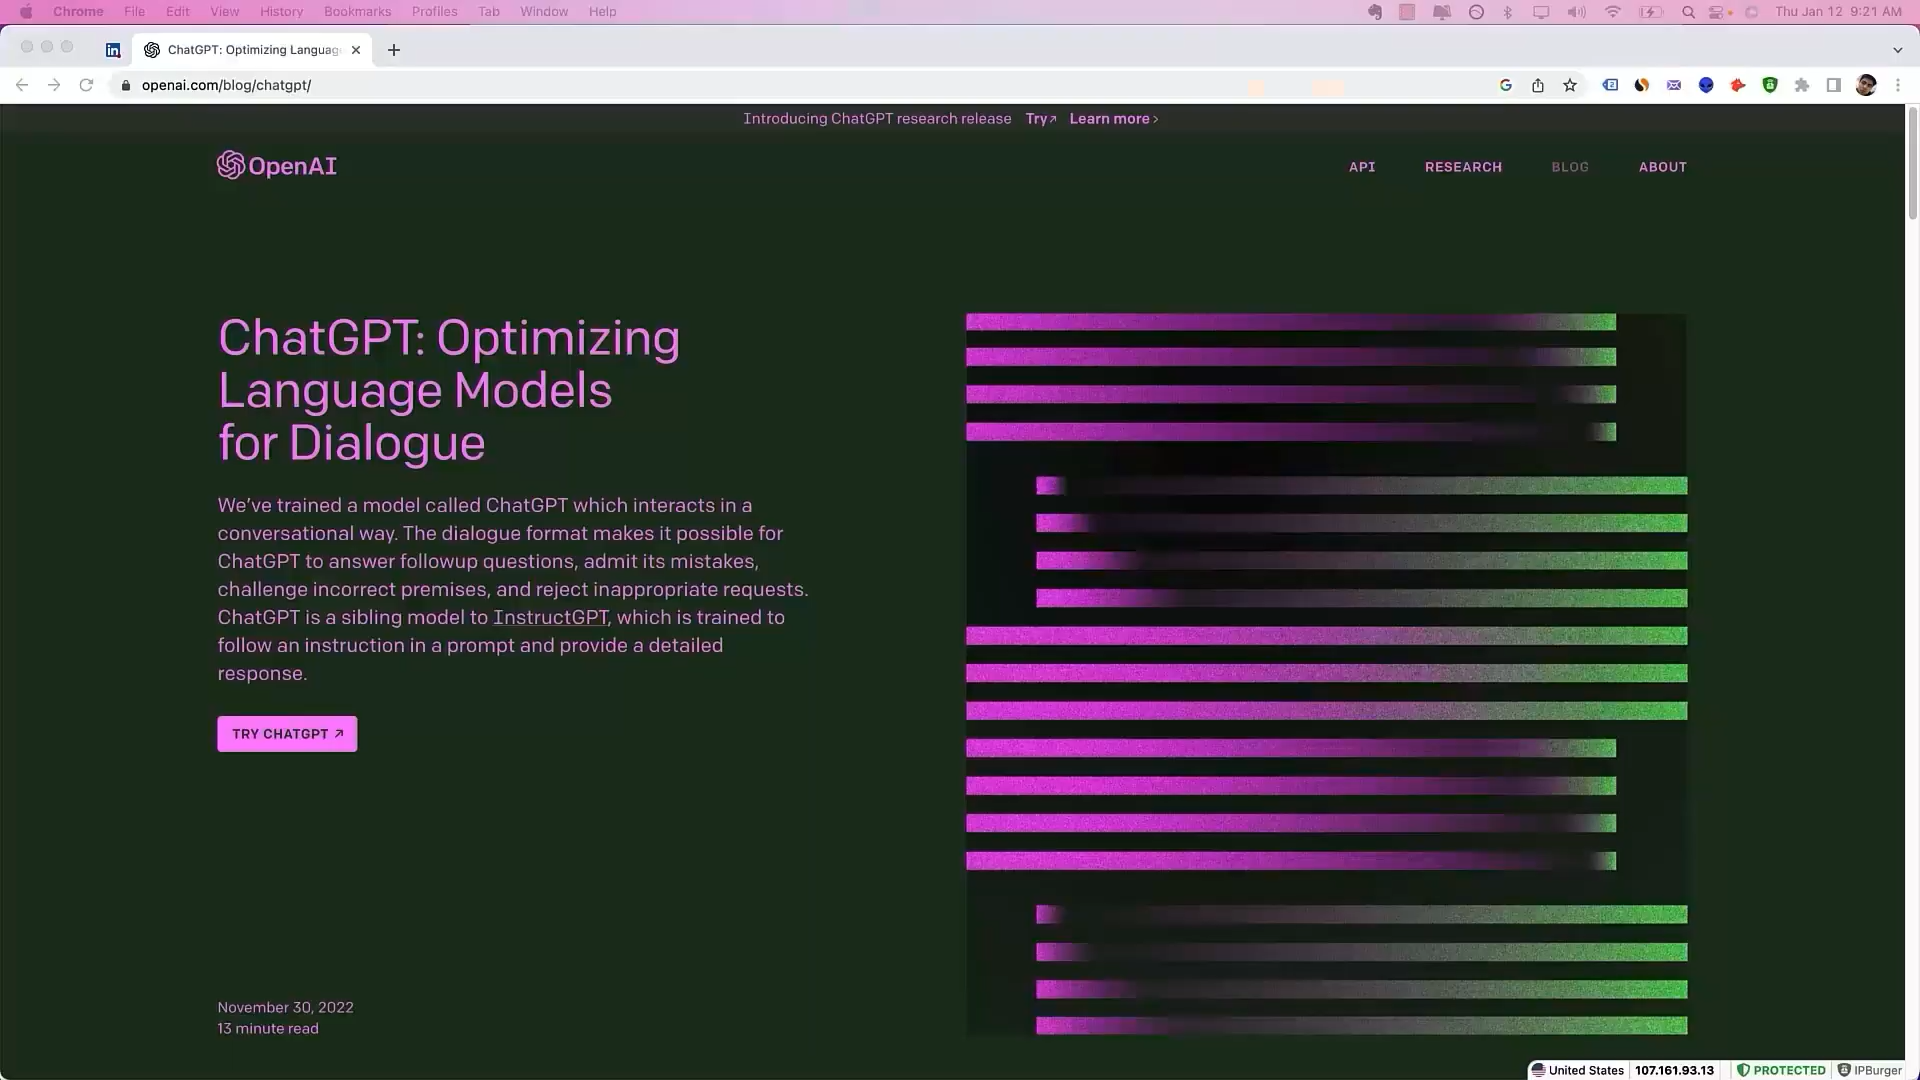 Chrome File Edit View History Bookmarks Profiles Tab Window Help Thu Jan 12 9:21 AM
in ChatGPT: Optimizing Languag
openai.com/blog/chatgpt/
Introducing ChatGPT research release Try↗ Learn more ›
OpenAI API RESEARCH BLOG ABOUT
ChatGPT: Optimizing
Language Models
for Dialogue
We’ve trained a model called ChatGPT which interacts in a
conversational way. The dialogue format makes it possible for
ChatGPT to answer followup questions, admit its mistakes,
challenge incorrect premises, and reject inappropriate requests.
ChatGPT is a sibling model to InstructGPT, which is trained to
follow an instruction in a prompt and provide a detailed
response.
TRY CHATGPT ↗
November 30, 2022
13 minute read
United States 107.161.93.13 PROTECTED IPBurger